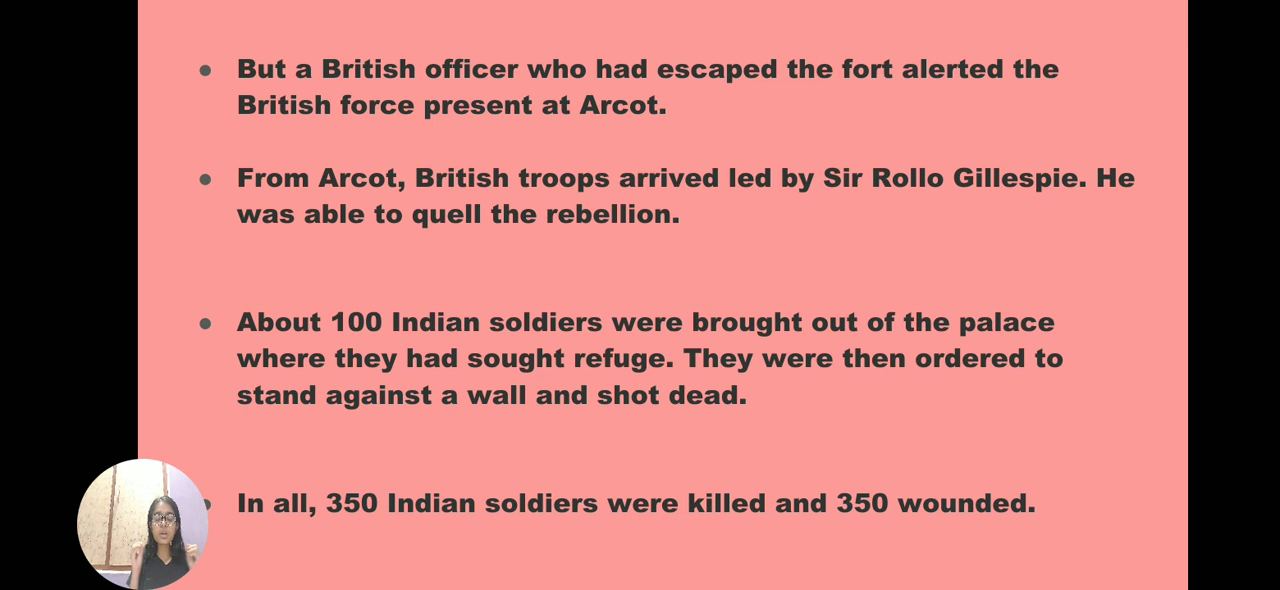 But a British officer who had escaped the fort alerted the
British force present at Arcot.
From Arcot, British troops arrived led by Sir Rollo Gillespie. He
was able to quell the rebellion.
About 100 Indian soldiers were brought out of the palace
where they had sought refuge. They were then ordered to
stand against a wall and shot dead.
In all, 350 Indian soldiers were killed and 350 wounded.